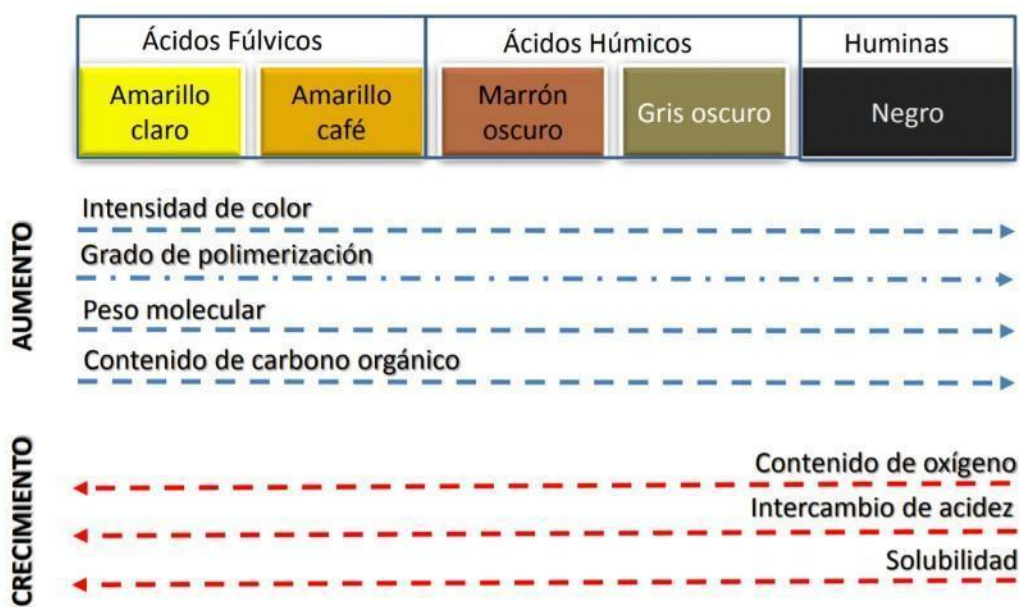 Ácidos Fúlvicos
Ácidos Húmicos
Huminas
Amarillo
claro
Amarillo
café
Marrón
oscuro
Gris oscuro
Negro
AUMENTO
Intensidad de color
Grado de polimerización
Peso molecular
Contenido de carbono orgánico
CRECIMIENTO
Contenido de oxígeno
Intercambio de acidez
Solubilidad